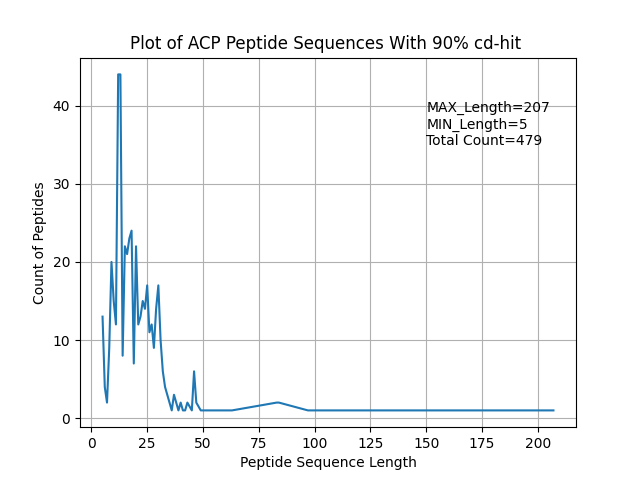 Plot of ACP Peptide Sequences With 90% cd-hit
MAX_Length=207
MIN_Length=5
Total Count=479
Count of Peptides
40
30
20
10
0
0 25 50 75 100 125 150 175 200
Peptide Sequence Length